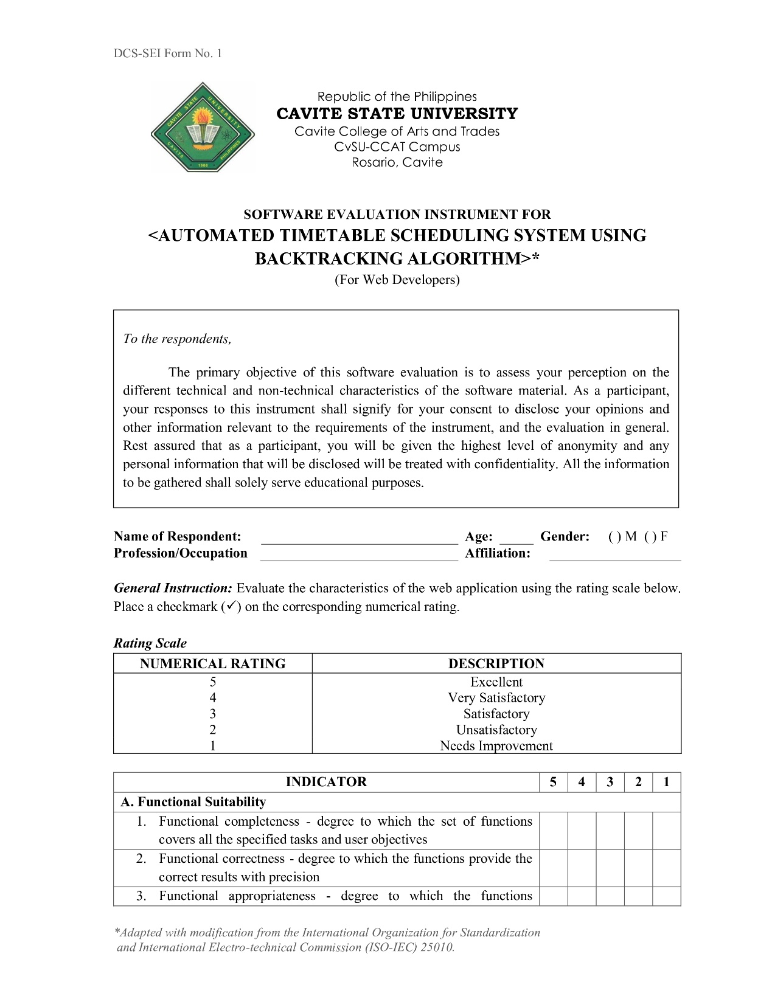 DCS-SEI Form No. 1
CAVITE STATE UNIVERSITY
CAVITE PHILIPPINES
1906
Republic of the Philippines
CAVITE STATE UNIVERSITY
Cavite College of Arts and Trades
CvSU-CCAT Campus
Rosario, Cavite
SOFTWARE EVALUATION INSTRUMENT FOR
<AUTOMATED TIMETABLE SCHEDULING SYSTEM USING
BACKTRACKING ALGORITHM>*
(For Web Developers)
To the respondents,
The primary objective of this software evaluation is to assess your perception on the
different technical and non-technical characteristics of the software material. As a participant,
your responses to this instrument shall signify for your consent to disclose your opinions and
other information relevant to the requirements of the instrument, and the evaluation in general.
Rest assured that as a participant, you will be given the highest level of anonymity and any
personal information that will be disclosed will be treated with confidentiality. All the information
to be gathered shall solely serve educational purposes.
Name of Respondent: Age: Gender: ( ) M ( ) F
Profession/Occupation Affiliation:
General Instruction: Evaluate the characteristics of the web application using the rating scale below.
Place a checkmark (✓) on the corresponding numerical rating.
Rating Scale
NUMERICAL RATING DESCRIPTION
5 Excellent
4 Very Satisfactory
3 Satisfactory
2 Unsatisfactory
1 Needs Improvement
INDICATOR 5 4 3 2 1
A. Functional Suitability
1. Functional completeness - degree to which the set of functions
covers all the specified tasks and user objectives
2. Functional correctness - degree to which the functions provide the
correct results with precision
3. Functional appropriateness - degree to which the functions
*Adapted with modification from the International Organization for Standardization
and International Electro-technical Commission (ISO-IEC) 25010.